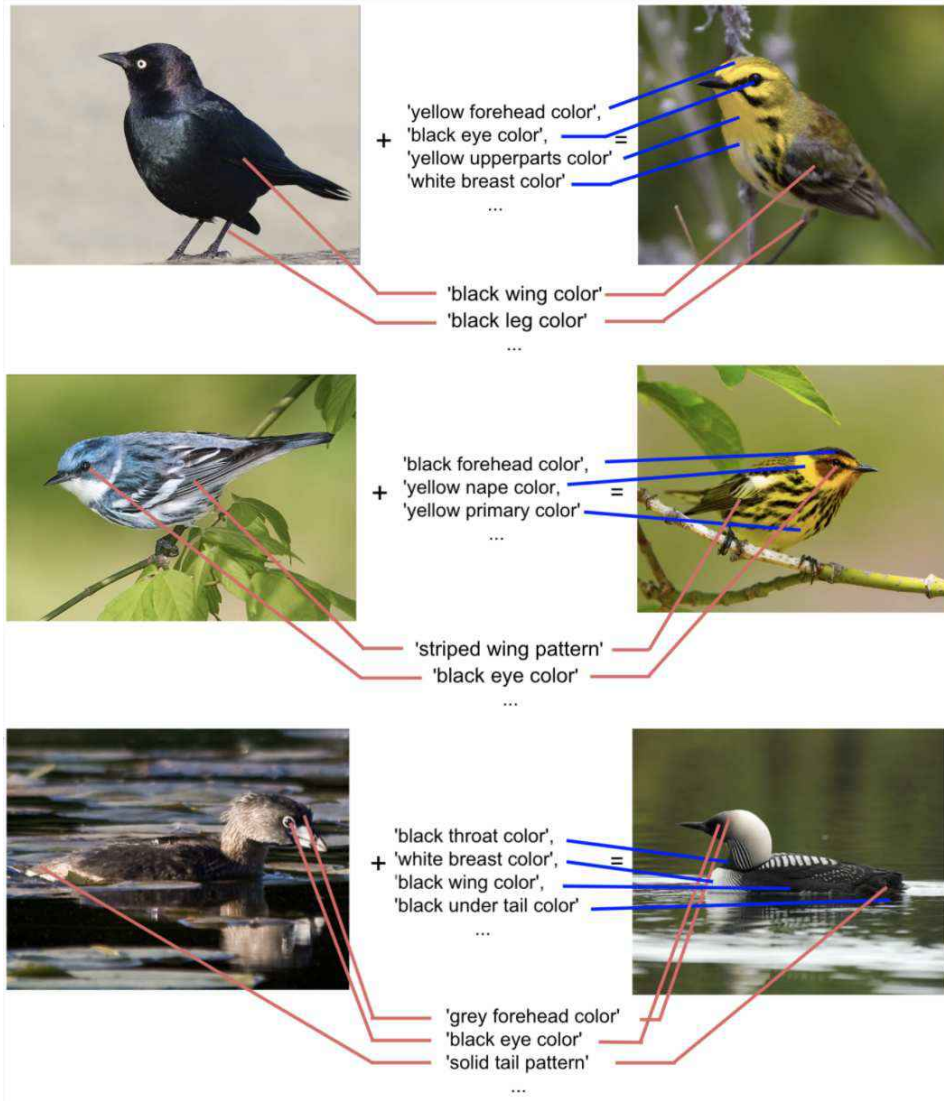 'yellow forehead color',
+ 'black eye color', =
'yellow upperparts color'
'white breast color'
...
'black wing color'
'black leg color'
...
'black forehead color',
+ 'yellow nape color, =
'yellow primary color'
...
'striped wing pattern'
'black eye color'
...
'black throat color',
+ 'white breast color', =
'black wing color',
'black under tail color'
...
'grey forehead color'
'black eye color'
'solid tail pattern'
...